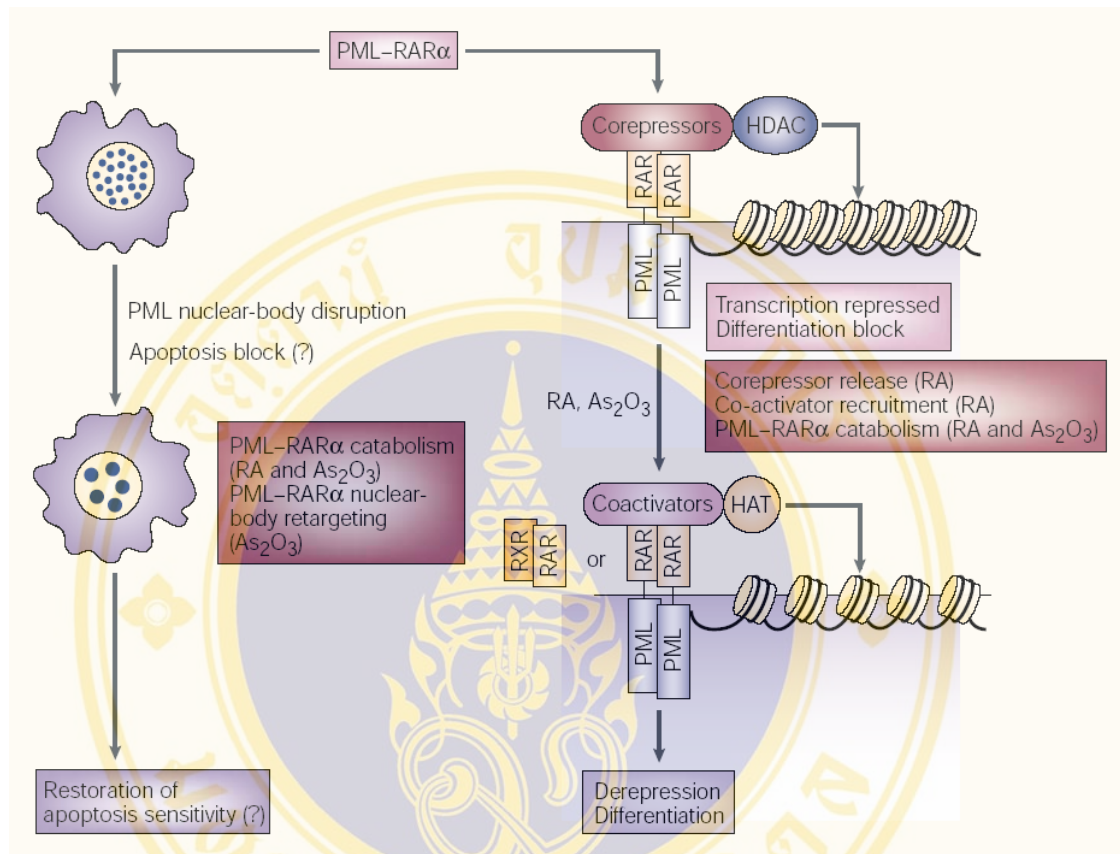 PML–RARα
Corepressors
HDAC
RAR
RAR
PML
PML
PML nuclear-body disruption
Apoptosis block (?)
Transcription repressed
Differentiation block
RA, As₂O₃
Corepressor release (RA)
Co-activator recruitment (RA)
PML–RARα catabolism (RA and As₂O₃)
PML–RARα catabolism
(RA and As₂O₃)
PML–RARα nuclear-
body retargeting
(As₂O₃)
Coactivators
HAT
RXR
RAR
or
RAR
RAR
PML
PML
Restoration of
apoptosis sensitivity (?)
Derepression
Differentiation